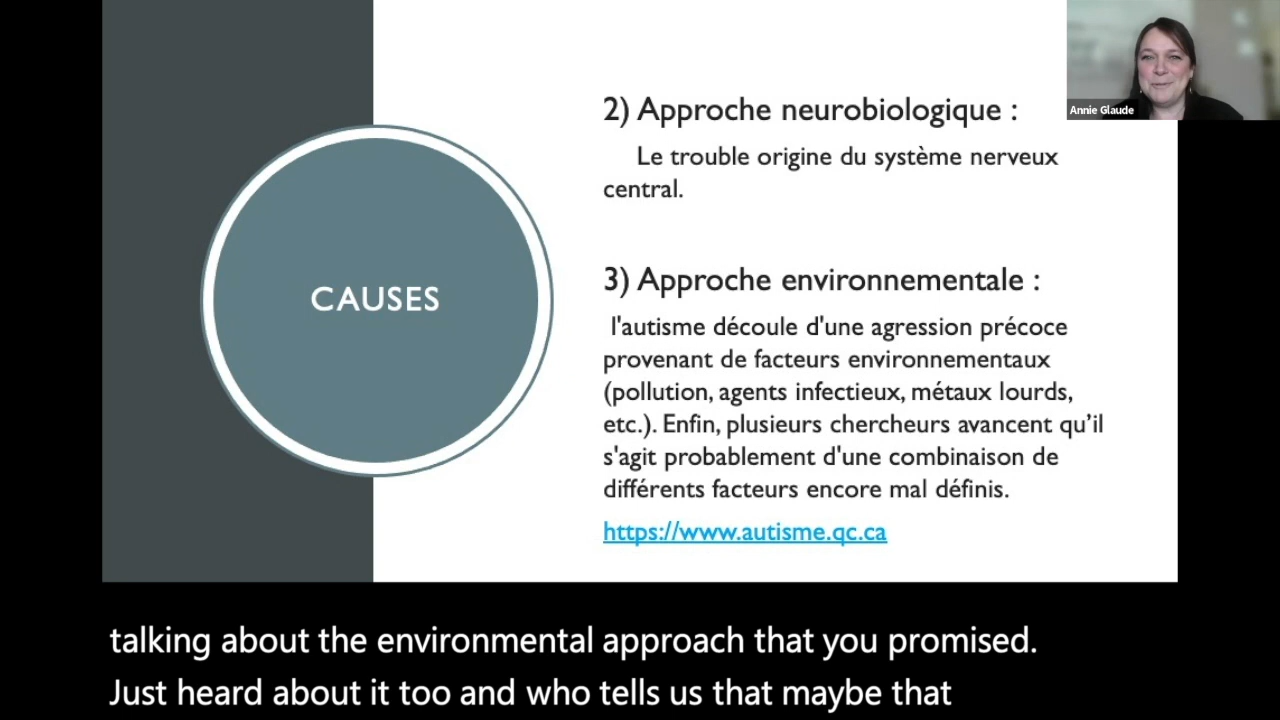 Annie Glaude
2) Approche neurobiologique :
Le trouble origine du système nerveux
central.
CAUSES
3) Approche environnementale :
l'autisme découle d'une agression précoce
provenant de facteurs environnementaux
(pollution, agents infectieux, métaux lourds,
etc.). Enfin, plusieurs chercheurs avancent qu’il
s'agit probablement d'une combinaison de
différents facteurs encore mal définis.
https://www.autisme.qc.ca
talking about the environmental approach that you promised.
Just heard about it too and who tells us that maybe that